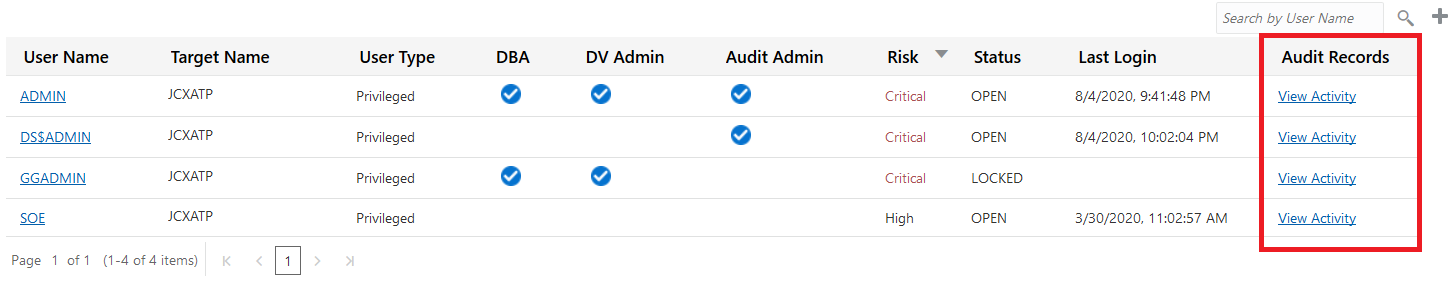 Search by User Name
User Name Target Name User Type DBA DV Admin Audit Admin Risk Status Last Login Audit Records
ADMIN JCXATP Privileged Critical OPEN 8/4/2020, 9:41:48 PM View Activity
DS$ADMIN JCXATP Privileged Critical OPEN 8/4/2020, 10:02:04 PM View Activity
GGADMIN JCXATP Privileged Critical LOCKED View Activity
SOE JCXATP Privileged High OPEN 3/30/2020, 11:02:57 AM View Activity
Page 1 of 1 (1-4 of 4 items) 1